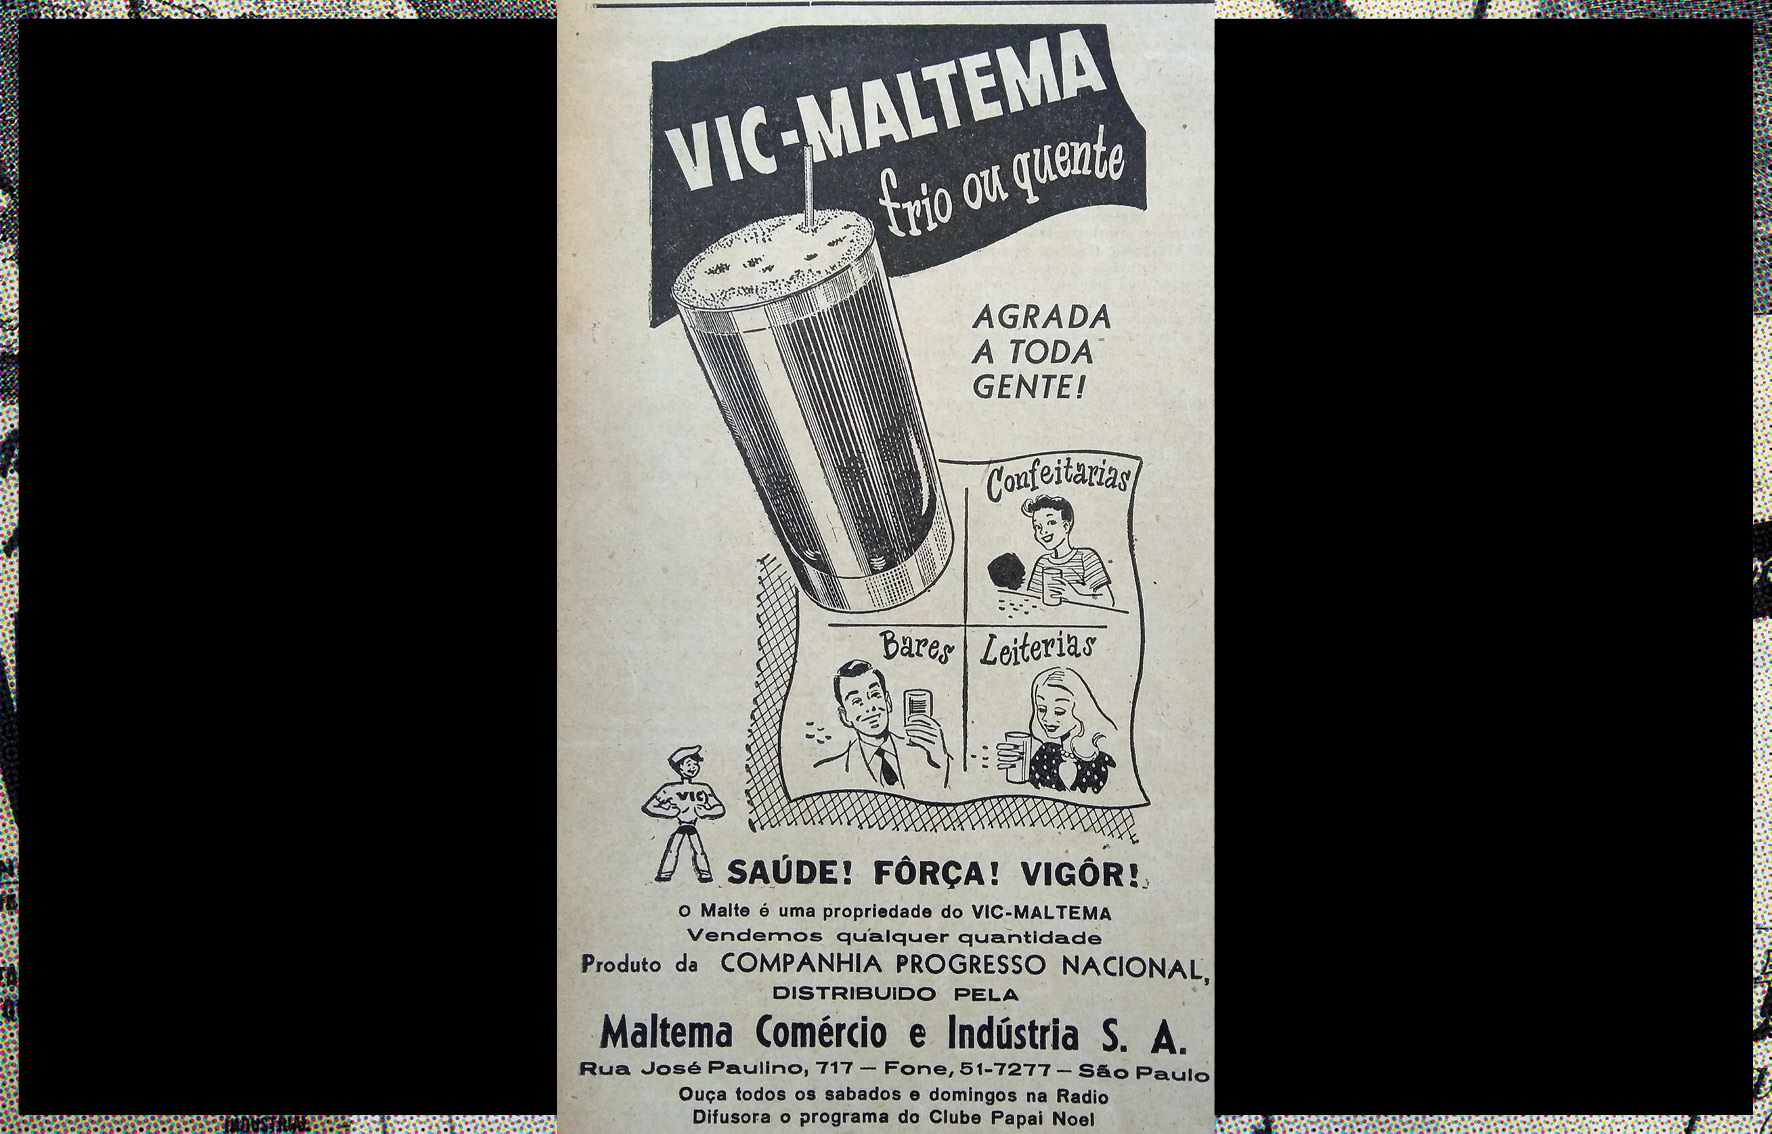 VIC-MALTEMA
frio ou quente
AGRADA
A TODA
GENTE!
Confeitarias
Bares
Leiterias
VIC
SAÚDE! FÔRÇA! VIGÔR!
O Malte é uma propriedade do VIC-MALTEMA
Vendemos qualquer quantidade
Produto da COMPANHIA PROGRESSO NACIONAL,
DISTRIBUIDO PELA
Maltema Comércio e Indústria S. A.
Rua José Paulino, 717 — Fone, 51-7277 — São Paulo
Ouça todos os sabados e domingos na Radio
Difusora o programa do Clube Papai Noel